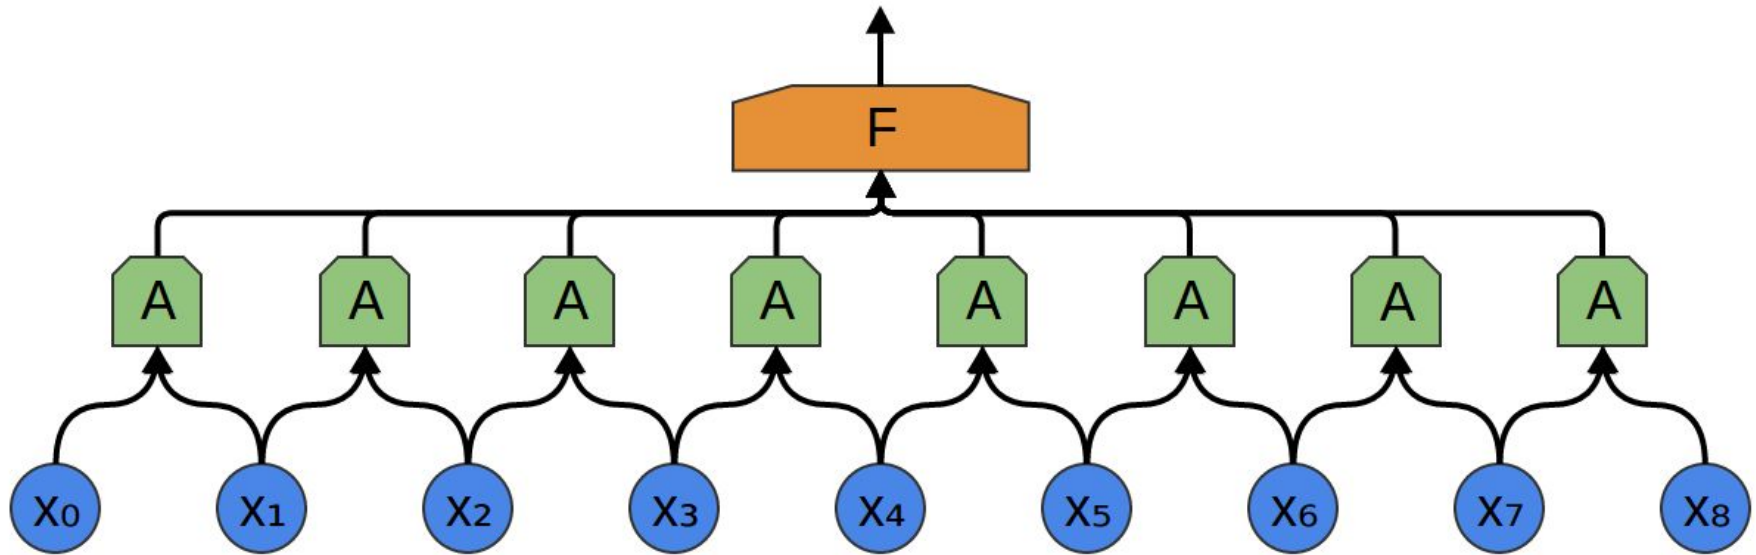 F
A A A A A A A A
X₀ X₁ X₂ X₃ X₄ X₅ X₆ X₇ X₈